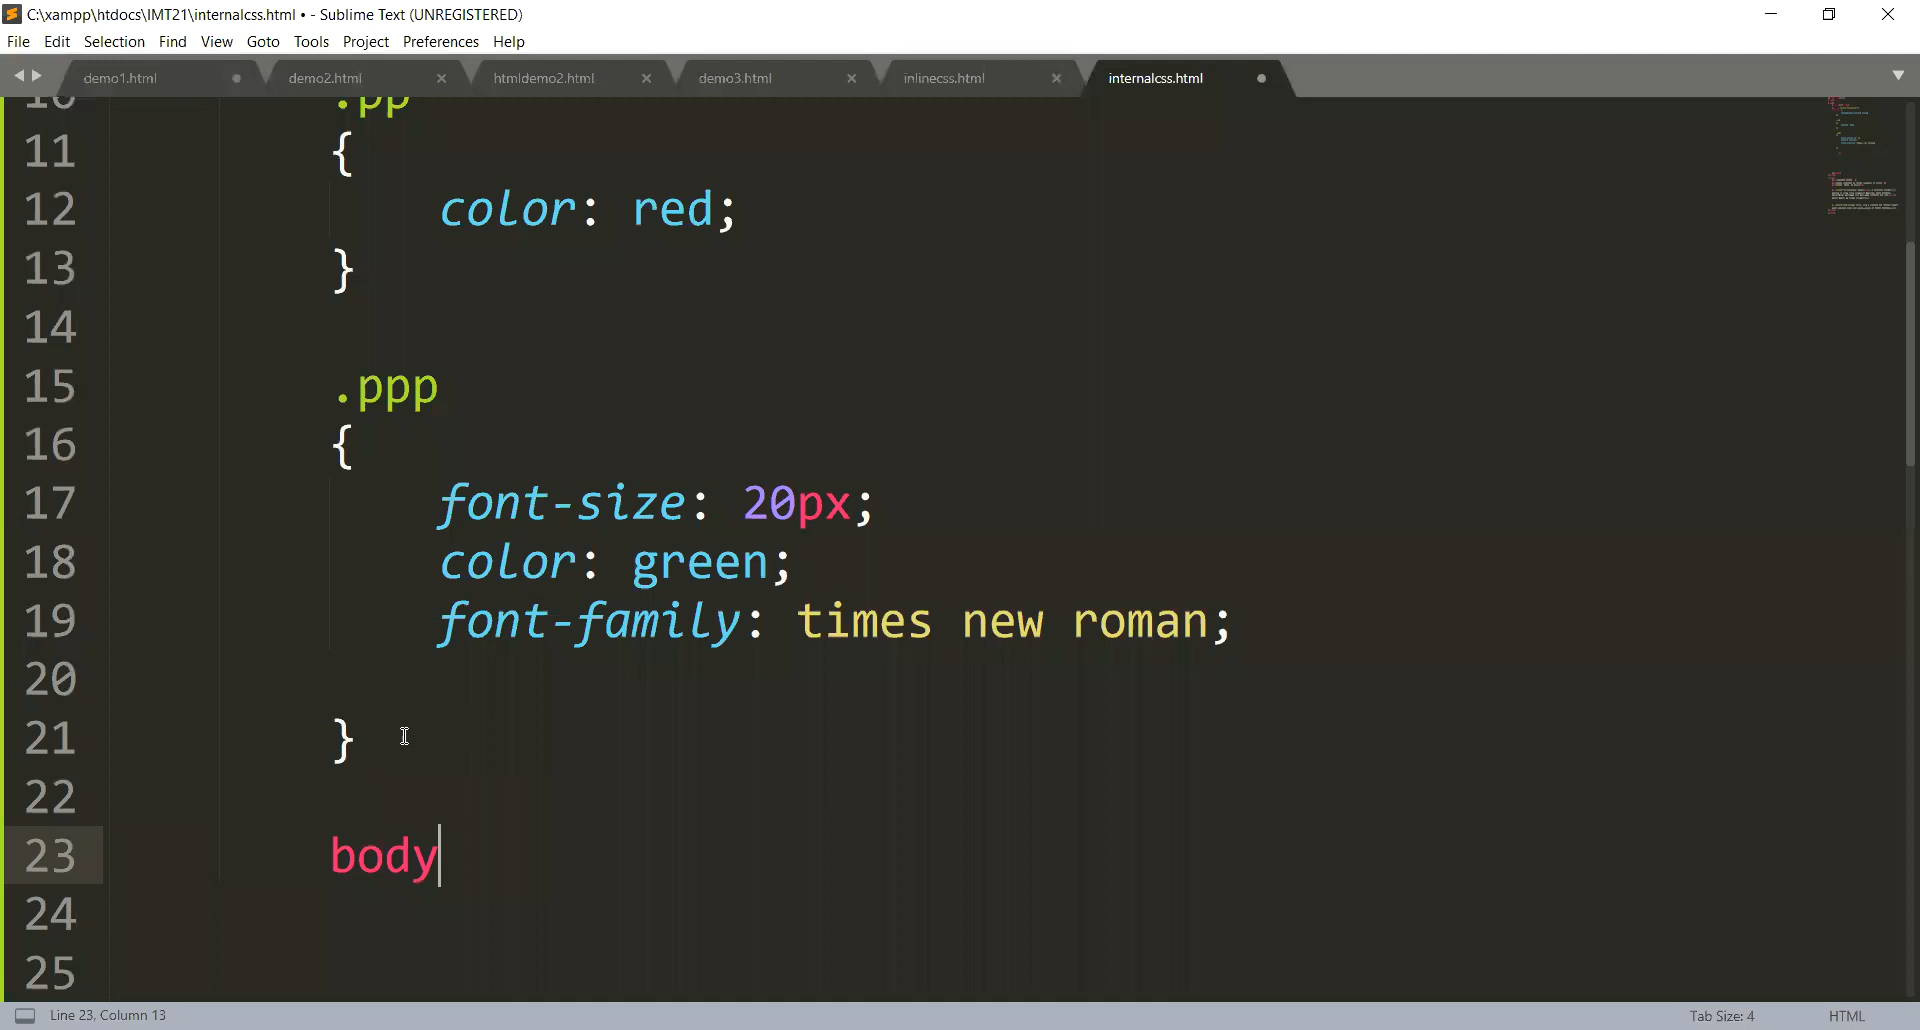 C:\xampp\htdocs\IMT21\internalcss.html • - Sublime Text (UNREGISTERED)
File Edit Selection Find View Goto Tools Project Preferences Help
demo1.html demo2.html htmldemo2.html demo3.html inlinecss.html internalcss.html
10 .pp
11 {
12 color: red;
13 }
14
15 .ppp
16 {
17 font-size: 20px;
18 color: green;
19 font-family: times new roman;
20
21 }
22
23 body
24
25
Line 23, Column 13 Tab Size: 4 HTML